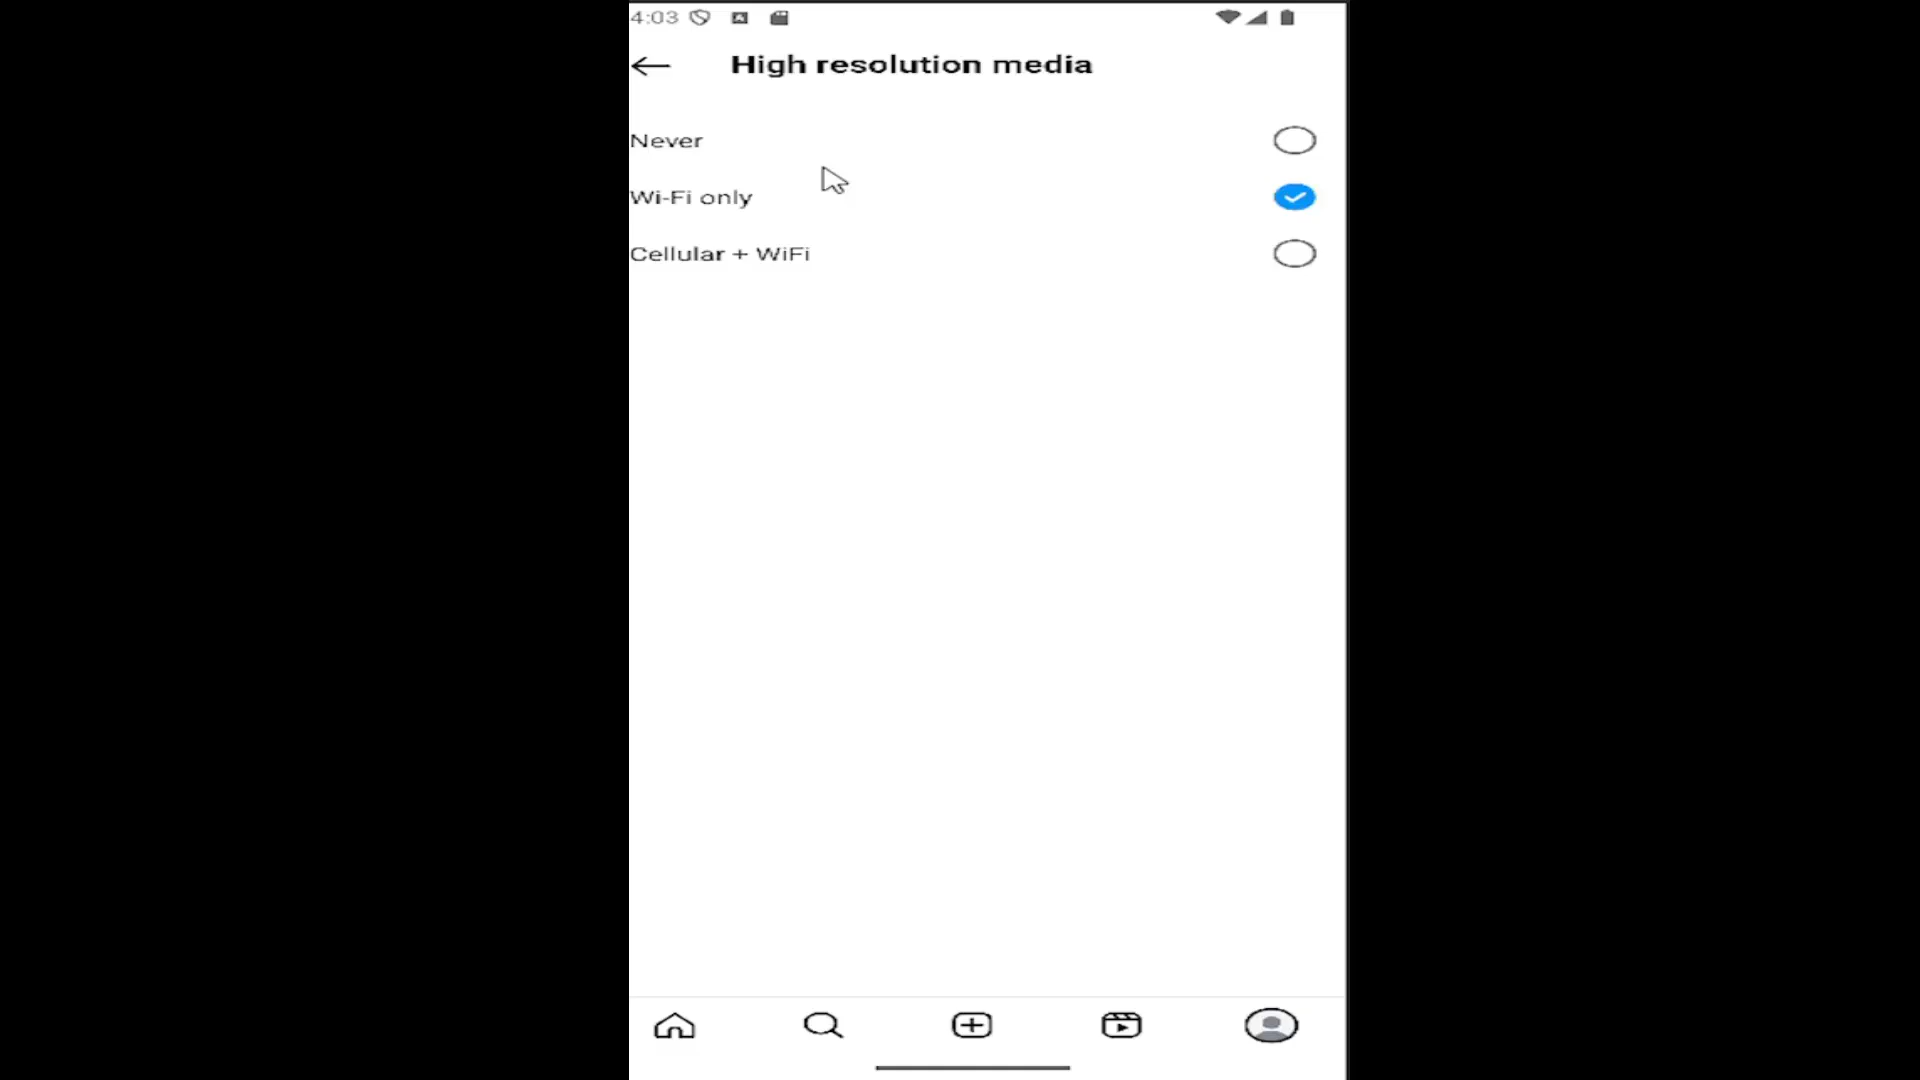 4:03
High resolution media
Never
Wi-Fi only
Cellular + WiFi